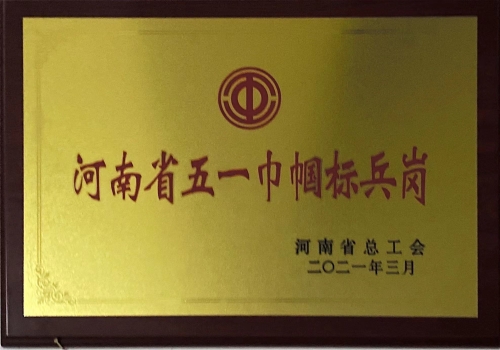 河南省五一巾帼标兵岗
河南省总工会
二〇二一年三月